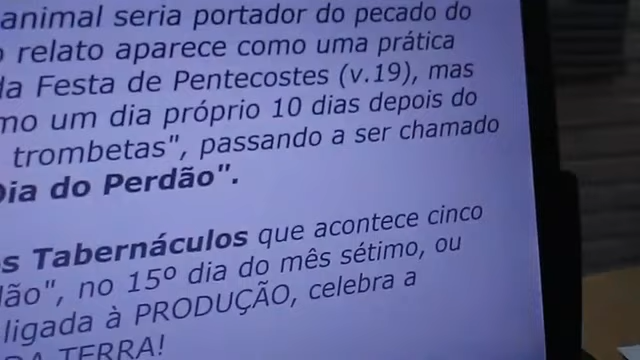 animal seria portador do pecado do
o relato aparece como uma prática
da Festa de Pentecostes (v.19), mas
mo um dia próprio 10 dias depois do
trombetas", passando a ser chamado
Dia do Perdão".
s Tabernáculos que acontece cinco
dão", no 15º dia do mês sétimo, ou
ligada à PRODUÇÃO, celebra a
DA TERRA!